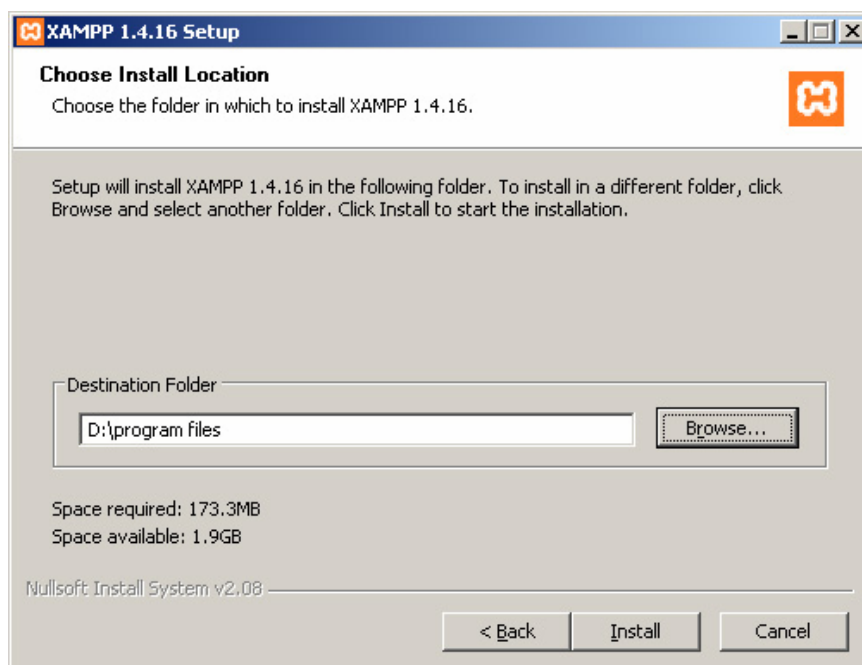 XAMPP 1.4.16 Setup
Choose Install Location
Choose the folder in which to install XAMPP 1.4.16.
Setup will install XAMPP 1.4.16 in the following folder. To install in a different folder, click
Browse and select another folder. Click Install to start the installation.
Destination Folder
D:\program files
Browse...
Space required: 173.3MB
Space available: 1.9GB
Nullsoft Install System v2.08
< Back
Install
Cancel